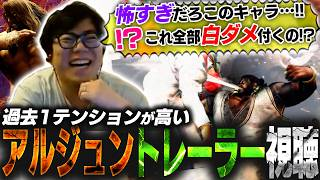 怖すぎだろこのキャラ…!!
!?これ全部白ダメ付くの!?
過去1テンションが高い
アルジュントレーラー視聴